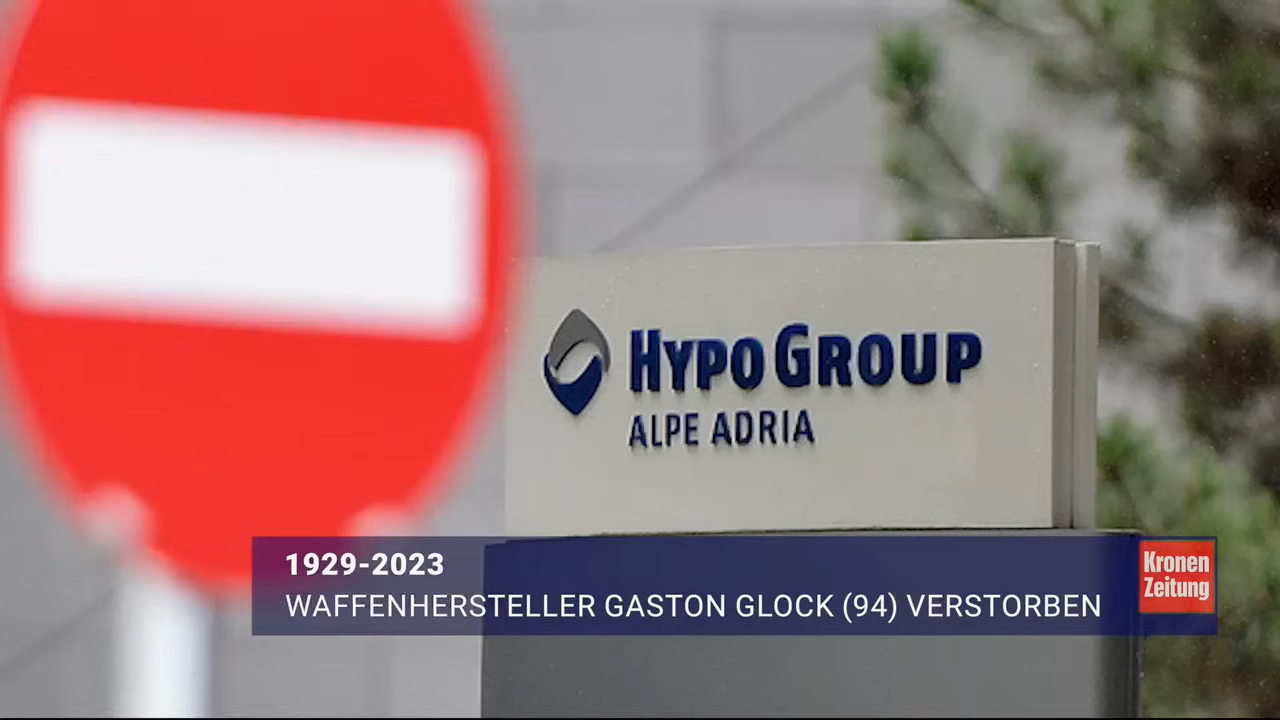 HYPO GROUP
ALPE ADRIA
1929-2023
WAFFENHERSTELLER GASTON GLOCK (94) VERSTORBEN
Kronen
Zeitung